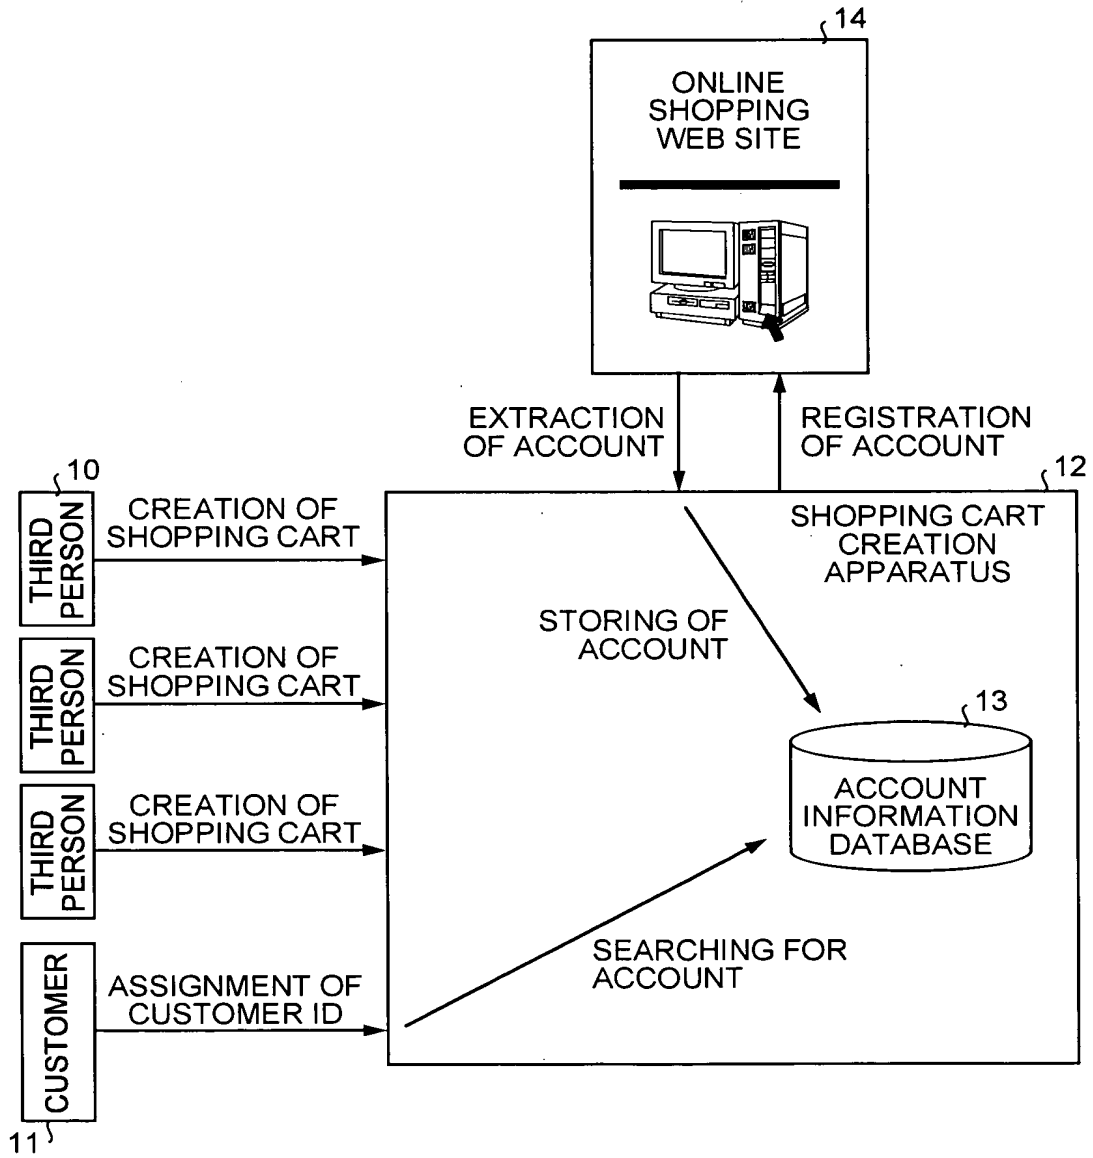 14
ONLINE
SHOPPING
WEB SITE
EXTRACTION
OF ACCOUNT
REGISTRATION
OF ACCOUNT
10
12
THIRD
PERSON
CREATION OF
SHOPPING CART
SHOPPING CART
CREATION
APPARATUS
STORING OF
ACCOUNT
THIRD
PERSON
CREATION OF
SHOPPING CART
13
ACCOUNT
INFORMATION
DATABASE
THIRD
PERSON
CREATION OF
SHOPPING CART
SEARCHING FOR
ACCOUNT
CUSTOMER
ASSIGNMENT OF
CUSTOMER ID
11